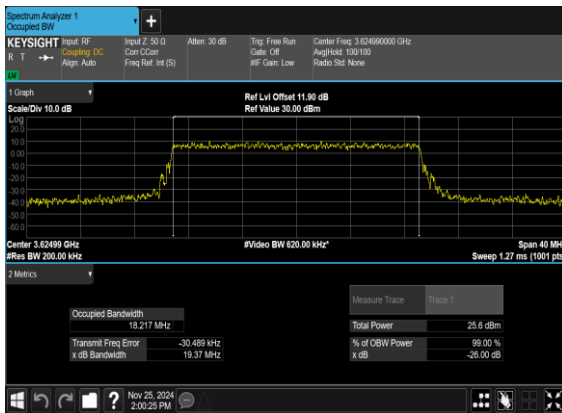 Spectrum Analyzer 1
Occupied BW
KEYSIGHT Input: RF Input Z: 50 Ω Atten: 30 dB Trig: Free Run Center Freq: 3.624990000 GHz
R T Coupling: DC Corr CCorr Gate: Off Avg|Hold: 100/100
Align: Auto Freq Ref: Int (S) #IF Gain: Low Radio Std: None
1 Graph
Ref Lvl Offset 11.90 dB
Scale/Div 10.0 dB Ref Value 30.00 dBm
Log
20.0
10.0
0.00
-10.0
-20.0
-30.0
-40.0
-50.0
-60.0
Center 3.62499 GHz #Video BW 620.00 kHz* Span 40 MH
#Res BW 200.00 kHz Sweep 1.27 ms (1001 pts
2 Metrics
Measure Trace Trace 1
Occupied Bandwidth
18.217 MHz Total Power 25.6 dBm
Transmit Freq Error -30.489 kHz % of OBW Power 99.00 %
x dB Bandwidth 19.37 MHz x dB -26.00 dB
Nov 25, 2024
2:00:25 PM